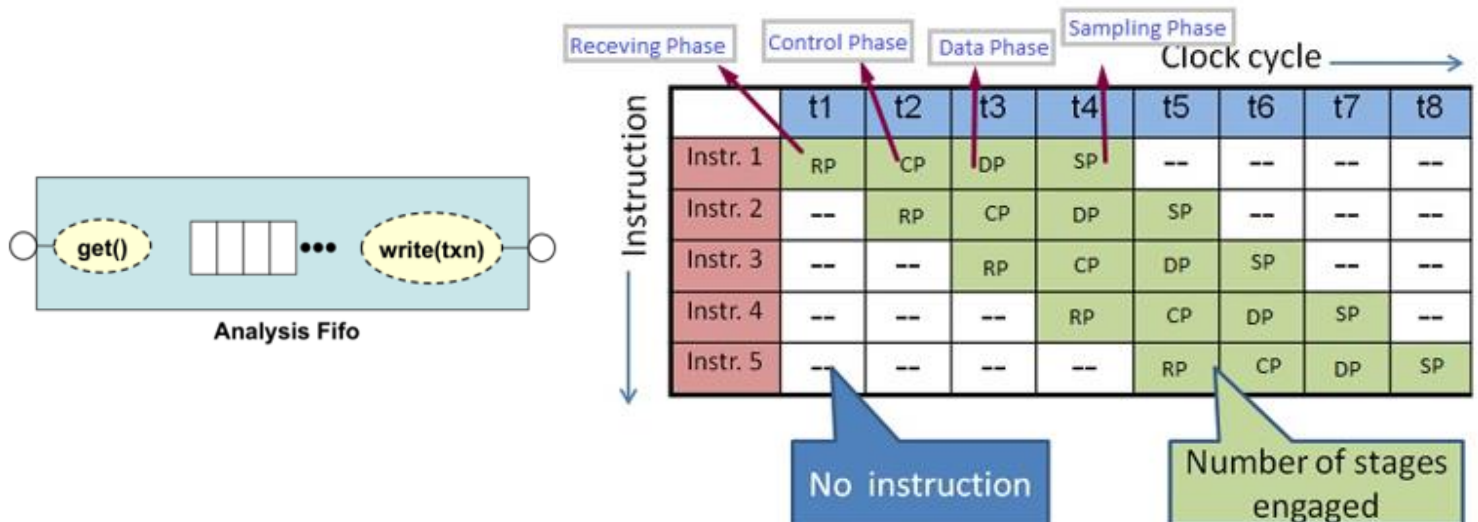 get()
write(txn)
Analysis Fifo
Receving Phase
Control Phase
Data Phase
Sampling Phase
Clock cycle
Instruction
t1 t2 t3 t4 t5 t6 t7 t8
Instr. 1 RP CP DP SP -- -- -- --
Instr. 2 -- RP CP DP SP -- -- --
Instr. 3 -- -- RP CP DP SP -- --
Instr. 4 -- -- -- RP CP DP SP --
Instr. 5 -- -- -- -- RP CP DP SP
No instruction
Number of stages
engaged